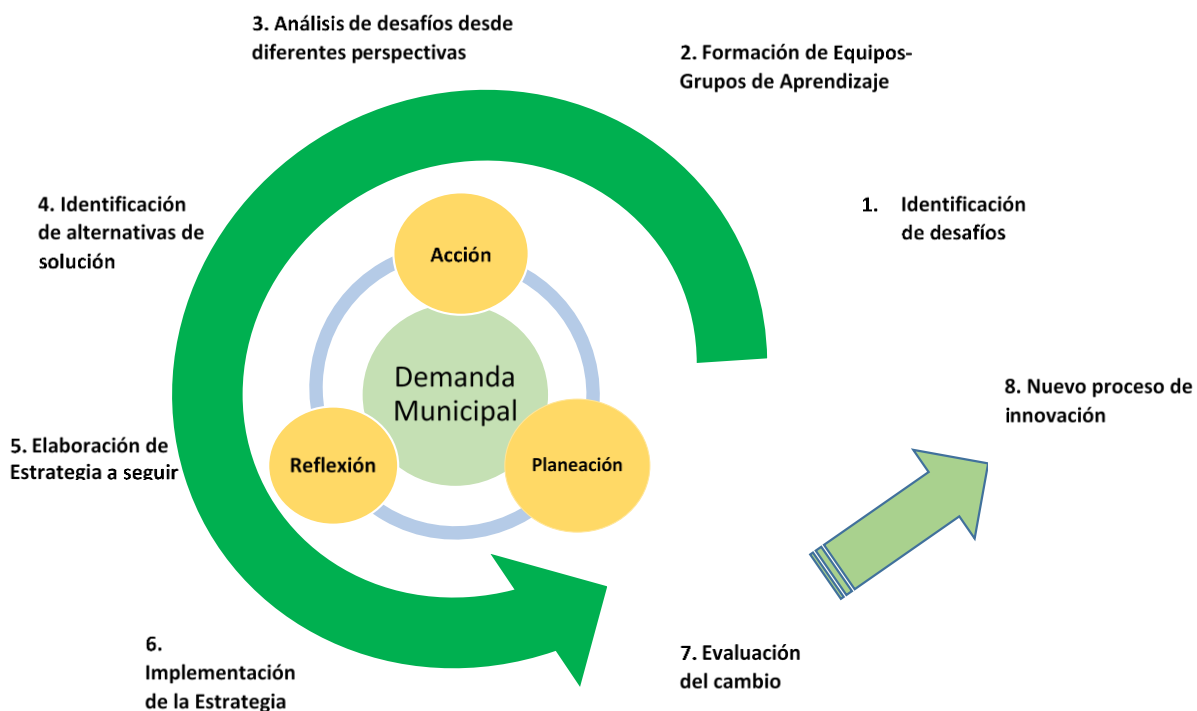 3. Análisis de desafíos desde
diferentes perspectivas
2. Formación de Equipos-
Grupos de Aprendizaje
4. Identificación
de alternativas de
solución
1. Identificación
de desafíos
Acción
Demanda
Municipal
8. Nuevo proceso de
innovación
5. Elaboración de
Estrategia a seguir
Reflexión
Planeación
6.
Implementación
de la Estrategia
7. Evaluación
del cambio